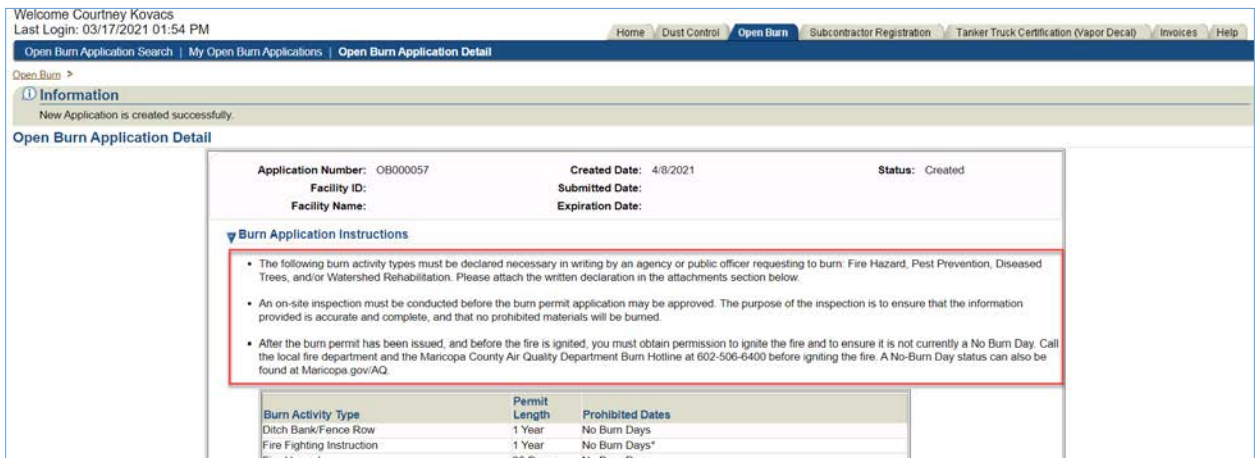 Welcome Courtney Kovacs
Last Login: 03/17/2021 01:54 PM
Home Dust Control Open Burn Subcontractor Registration Tanker Truck Certification (Vapor Decal) Invoices Help
Open Burn Application Search | My Open Burn Applications | Open Burn Application Detail
Open Burn >
Information
New Application is created successfully.
Open Burn Application Detail
Application Number: OB000057 Created Date: 4/8/2021 Status: Created
Facility ID: Submitted Date:
Facility Name: Expiration Date:
Burn Application Instructions
• The following burn activity types must be declared necessary in writing by an agency or public officer requesting to burn: Fire Hazard, Pest Prevention, Diseased
Trees, and/or Watershed Rehabilitation. Please attach the written declaration in the attachments section below.
• An on-site inspection must be conducted before the burn permit application may be approved. The purpose of the inspection is to ensure that the information
provided is accurate and complete, and that no prohibited materials will be burned.
• After the burn permit has been issued, and before the fire is ignited, you must obtain permission to ignite the fire and to ensure it is not currently a No Burn Day. Call
the local fire department and the Maricopa County Air Quality Department Burn Hotline at 602-506-6400 before igniting the fire. A No-Burn Day status can also be
found at Maricopa.gov/AQ.
Permit
Burn Activity Type Length Prohibited Dates
Ditch Bank/Fence Row 1 Year No Burn Days
Fire Fighting Instruction 1 Year No Burn Days*